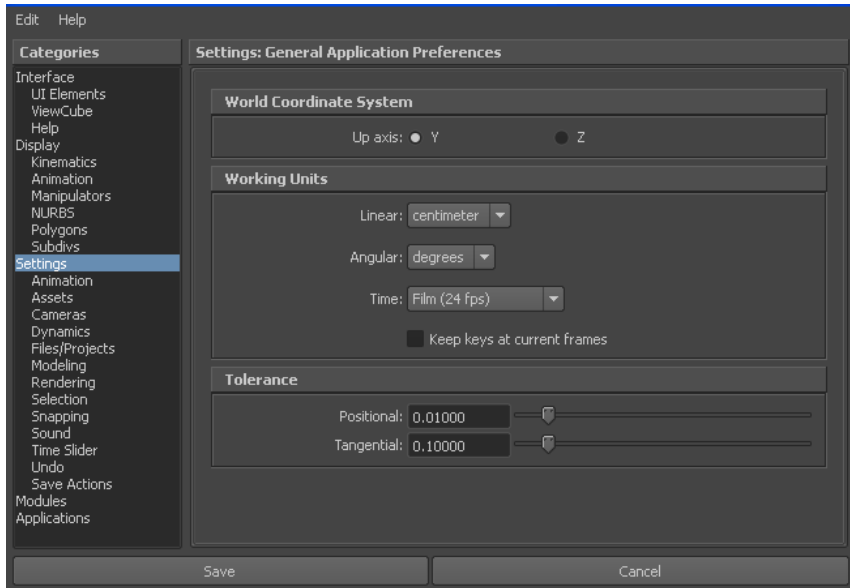 Edit Help
Categories
Interface
UI Elements
ViewCube
Help
Display
Kinematics
Animation
Manipulators
NURBS
Polygons
Subdivs
Settings
Animation
Assets
Cameras
Dynamics
Files/Projects
Modeling
Rendering
Selection
Snapping
Sound
Time Slider
Undo
Save Actions
Modules
Applications
Settings: General Application Preferences
World Coordinate System
Up axis: Y Z
Working Units
Linear: centimeter
Angular: degrees
Time: Film (24 fps)
Keep keys at current frames
Tolerance
Positional: 0.01000
Tangential: 0.10000
Save Cancel